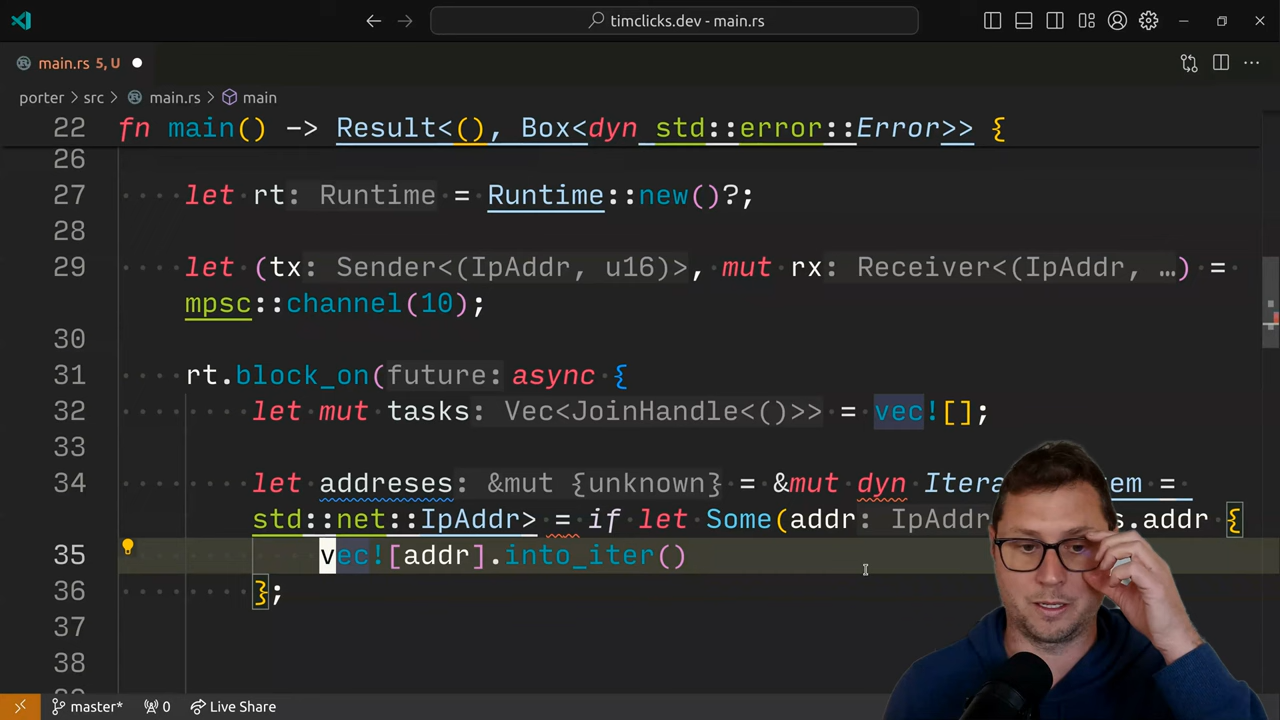 timclicks.dev - main.rs
main.rs 5, U
porter > src > main.rs > main
22 fn main() -> Result<(), Box<dyn std::error::Error>> {
26
27 let rt: Runtime = Runtime::new()?;
28
29 let (tx: Sender<(IpAddr, u16)>, mut rx: Receiver<(IpAddr, …) =
mpsc::channel(10);
30
31 rt.block_on(future: async {
32 let mut tasks: Vec<JoinHandle<()>> = vec![];
33
34 let addreses: &mut {unknown} = &mut dyn =
std::net::IpAddr> = if let Some(addr: IpAddr .addr {
35 vec![addr].into_iter()
36 };
37
38
master* 0 Live Share